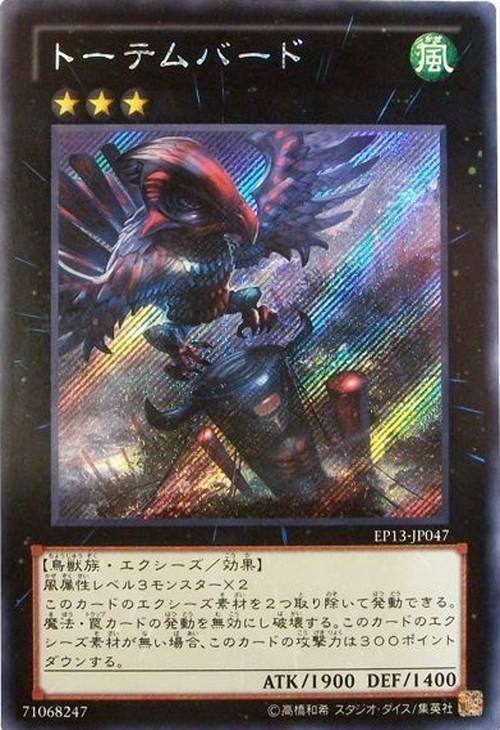 トーテムバード
風
EP13-JP047
【鳥獣族・エクシーズ/効果】
風属性レベル3モンスター×2
このカードのエクシーズ素材を2つ取り除いて発動できる。
魔法・罠カードの発動を無効にし破壊する。このカードのエク
シーズ素材が無い場合、このカードの攻撃力は300ポイント
ダウンする。
ATK/1900 DEF/1400
71068247
©高橋和希 スタジオ・ダイス/集英社